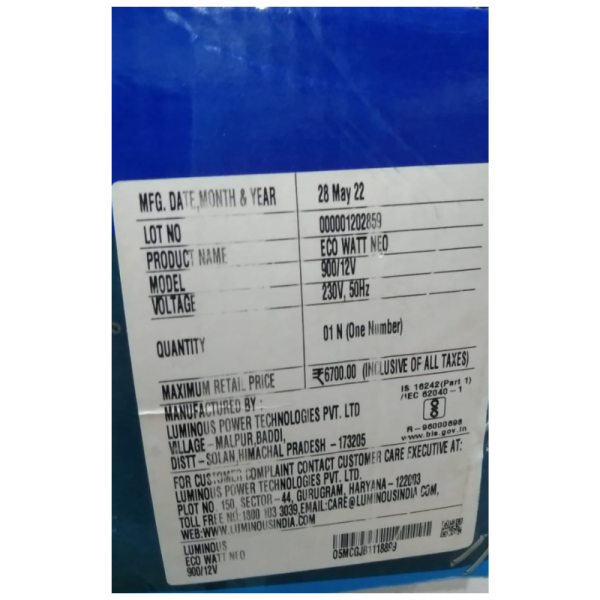 MFG. DATE,MONTH & YEAR 28 May 22
LOT NO 000001202859
PRODUCT NAME ECO WATT NEO
MODEL 900/12V
VOLTAGE 230V, 50Hz
QUANTITY 01 N (One Number)
MAXIMUM RETAIL PRICE ₹6700.00 (INCLUSIVE OF ALL TAXES)
MANUFACTURED BY :
LUMINOUS POWER TECHNOLOGIES PVT. LTD
VILLAGE - MALPUR,BADDI,
DISTT - SOLAN,HIMACHAL PRADESH - 173205
IS 16242(Part 1)
/IEC 62040-1
R-96000698
www.bis.gov.in
FOR CUSTOMER COMPLAINT CONTACT CUSTOMER CARE EXECUTIVE AT:
LUMINOUS POWER TECHNOLOGIES PVT. LTD.
PLOT NO. 150, SECTOR-44, GURUGRAM, HARYANA-122003
TOLL FREE NO:1800 103 3039,EMAIL:CARE@LUMINOUSINDIA COM,
WEB:WWW.LUMINOUSINDIA.COM
LUMINOUS
ECO WATT NEO
900/12V